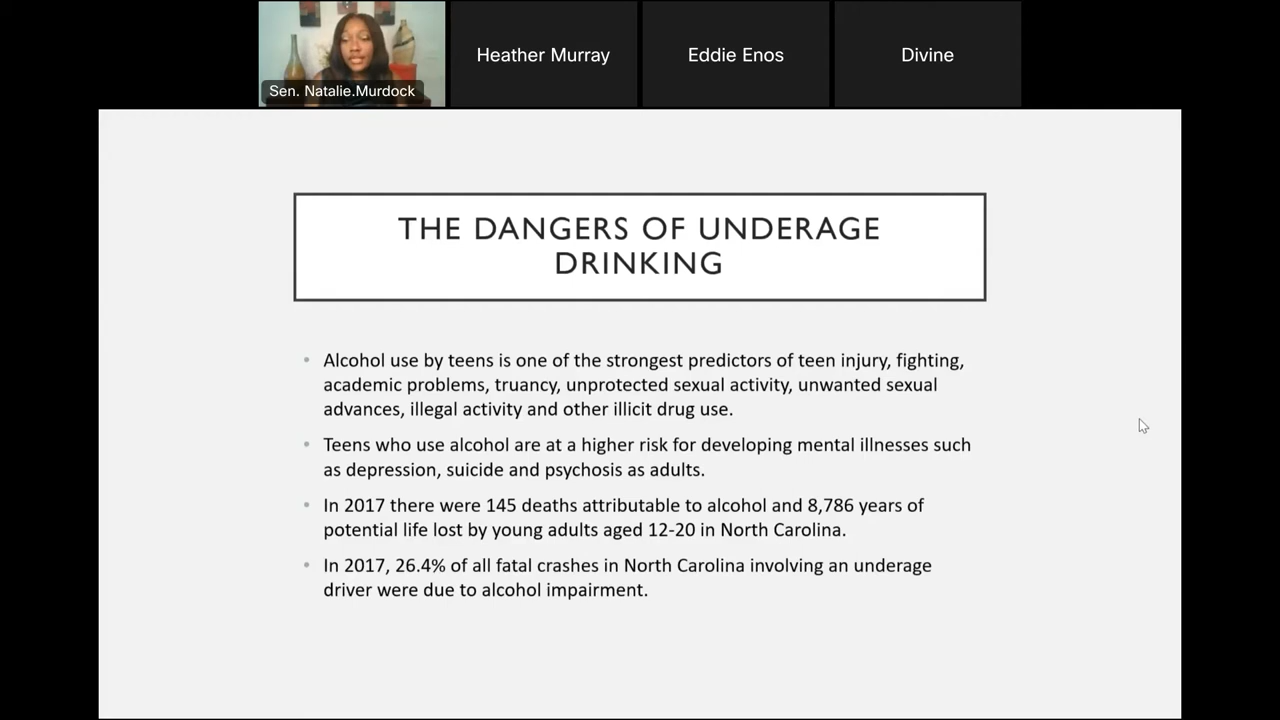 Sen. Natalie.Murdock
Heather Murray
Eddie Enos
Divine
THE DANGERS OF UNDERAGE
DRINKING
• Alcohol use by teens is one of the strongest predictors of teen injury, fighting,
academic problems, truancy, unprotected sexual activity, unwanted sexual
advances, illegal activity and other illicit drug use.
• Teens who use alcohol are at a higher risk for developing mental illnesses such
as depression, suicide and psychosis as adults.
• In 2017 there were 145 deaths attributable to alcohol and 8,786 years of
potential life lost by young adults aged 12-20 in North Carolina.
• In 2017, 26.4% of all fatal crashes in North Carolina involving an underage
driver were due to alcohol impairment.